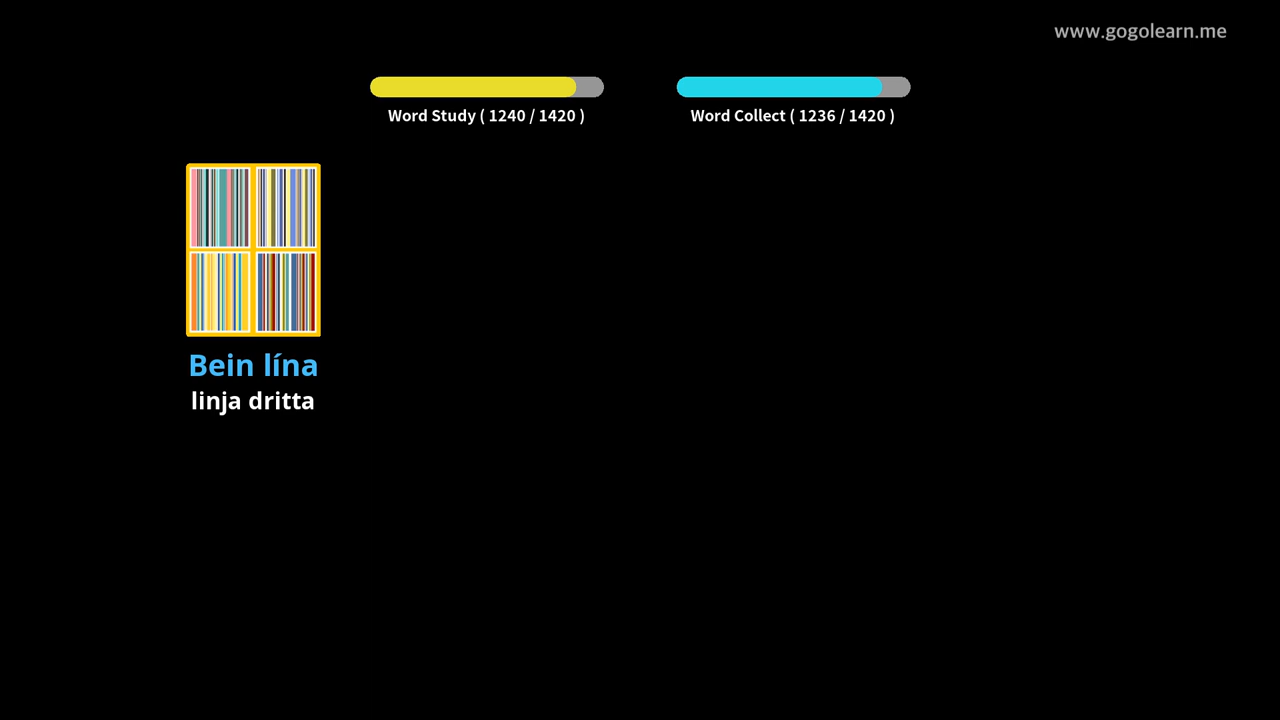 www.gogolearn.me
Word Study ( 1240 / 1420 )
Word Collect ( 1236 / 1420 )
Bein lína
linja dritta